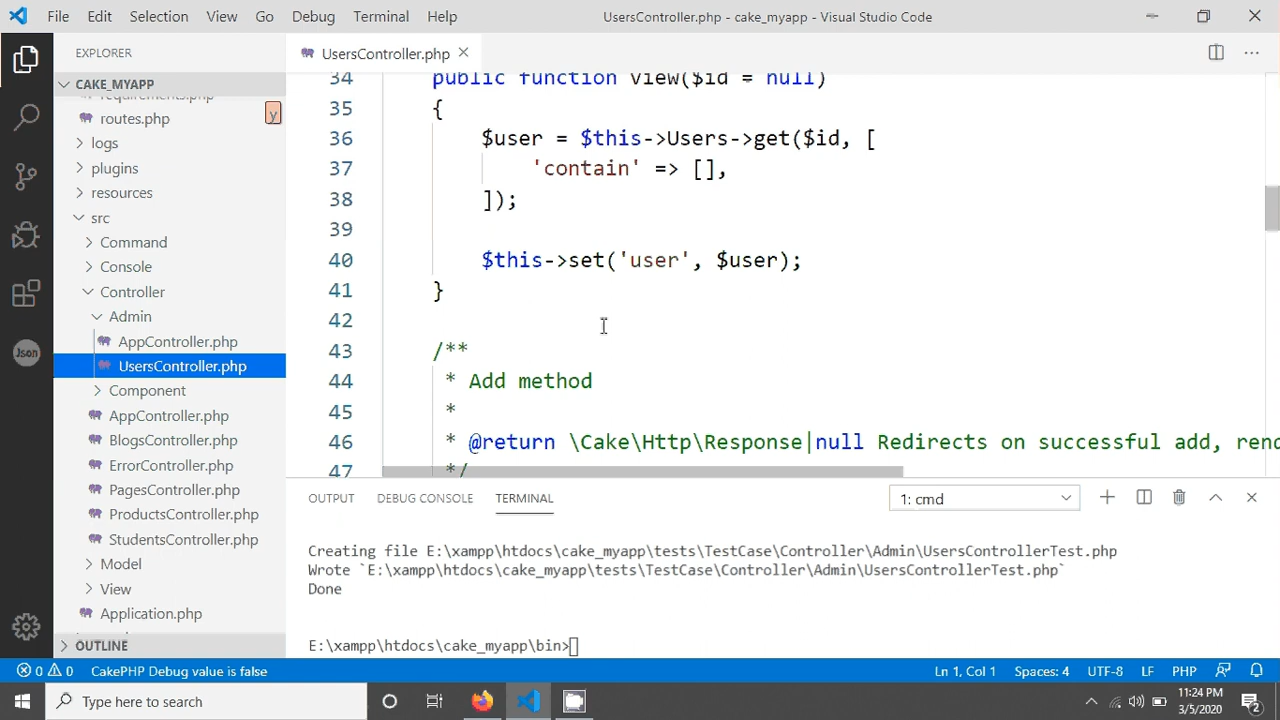 File Edit Selection View Go Debug Terminal Help UsersController.php - cake_myapp - Visual Studio Code
EXPLORER
UsersController.php
CAKE_MYAPP
requirements.php
routes.php
y
logs
plugins
resources
src
Command
Console
Controller
Admin
AppController.php
UsersController.php
Component
AppController.php
BlogsController.php
ErrorController.php
PagesController.php
ProductsController.php
StudentsController.php
Model
View
Application.php
OUTLINE
Json
34 public function view($id = null)
35 {
36 $user = $this->Users->get($id, [
37 'contain' => [],
38 ]);
39
40 $this->set('user', $user);
41 }
42
43 /**
44 * Add method
45 *
46 * @return \Cake\Http\Response|null Redirects on successful add, rend
47 */
OUTPUT DEBUG CONSOLE TERMINAL 1: cmd
Creating file E:\xampp\htdocs\cake_myapp\tests\TestCase\Controller\Admin\UsersControllerTest.php
Wrote `E:\xampp\htdocs\cake_myapp\tests\TestCase\Controller\Admin\UsersControllerTest.php`
Done
E:\xampp\htdocs\cake_myapp\bin>
0 0 CakePHP Debug value is false Ln 1, Col 1 Spaces: 4 UTF-8 LF PHP
Type here to search
11:24 PM
3/5/2020
2